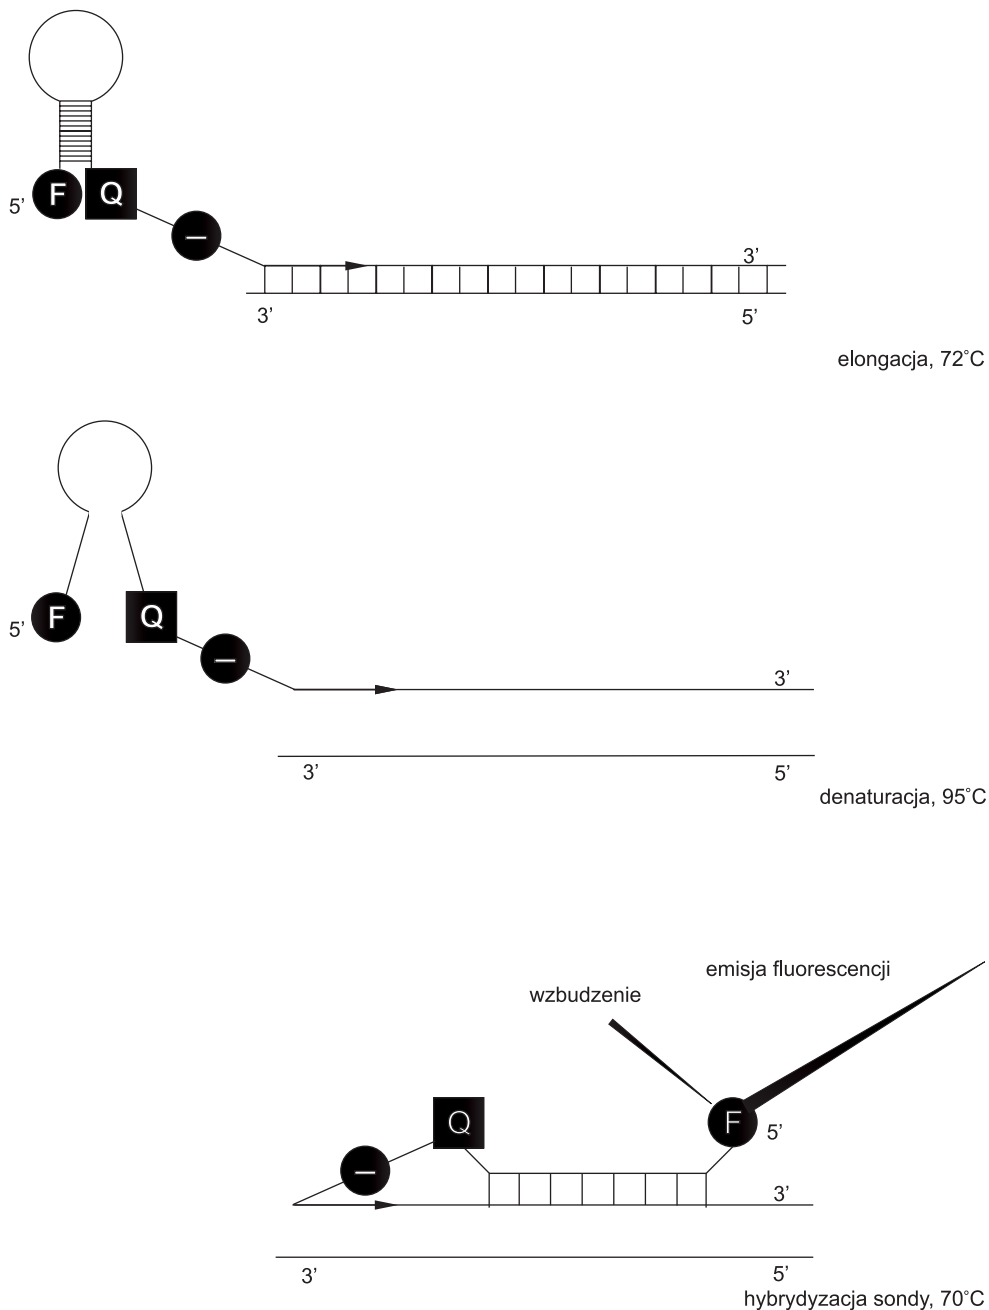 5’ F Q
–
3’
3’ 5’
elongacja, 72°C
5’ F Q
–
3’
3’ 5’
denaturacja, 95°C
emisja fluorescencji
wzbudzenie
Q F 5’
–
3’
3’ 5’
hybrydyzacja sondy, 70°C